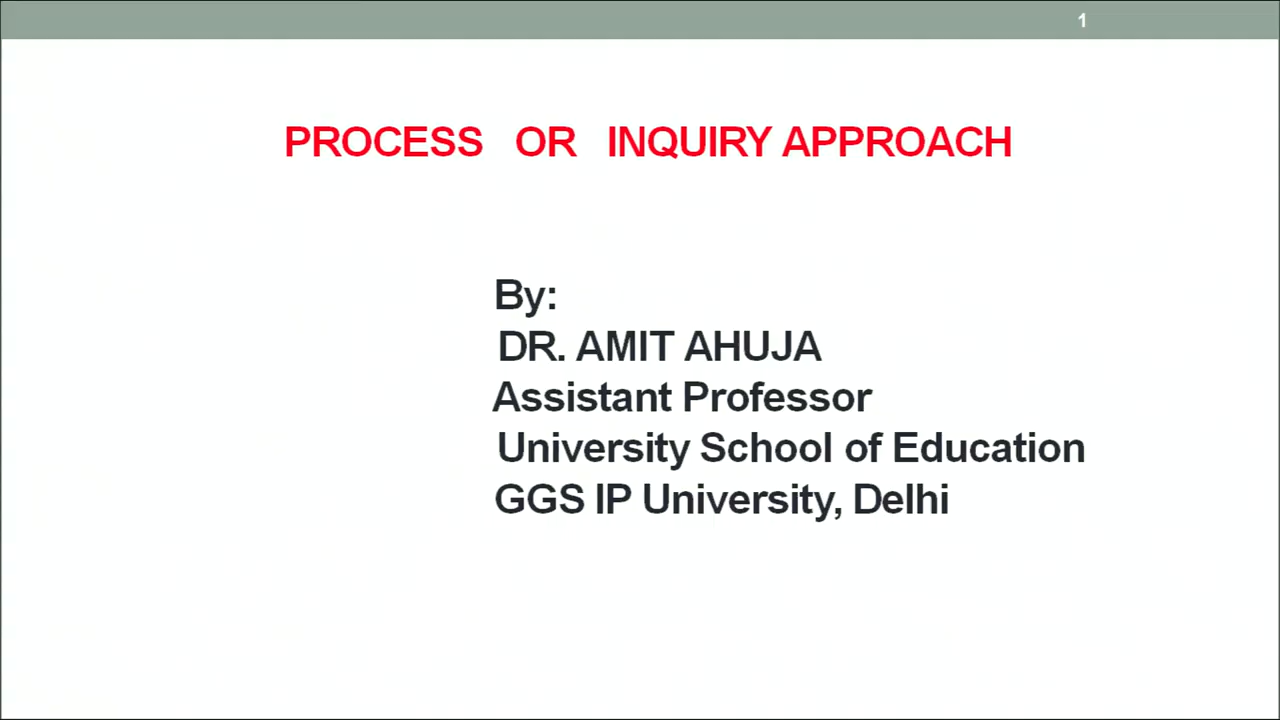 1
PROCESS OR INQUIRY APPROACH
By:
DR. AMIT AHUJA
Assistant Professor
University School of Education
GGS IP University, Delhi